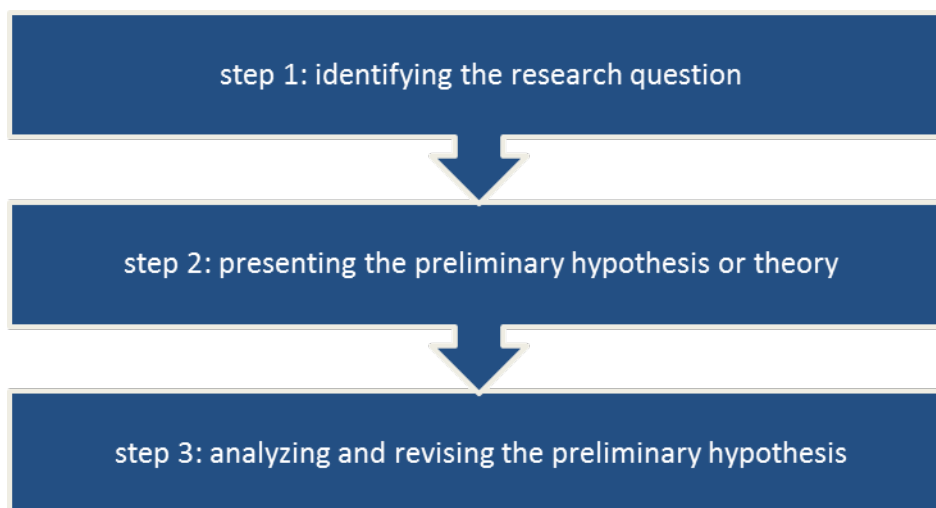 step 1: identifying the research question
step 2: presenting the preliminary hypothesis or theory
step 3: analyzing and revising the preliminary hypothesis